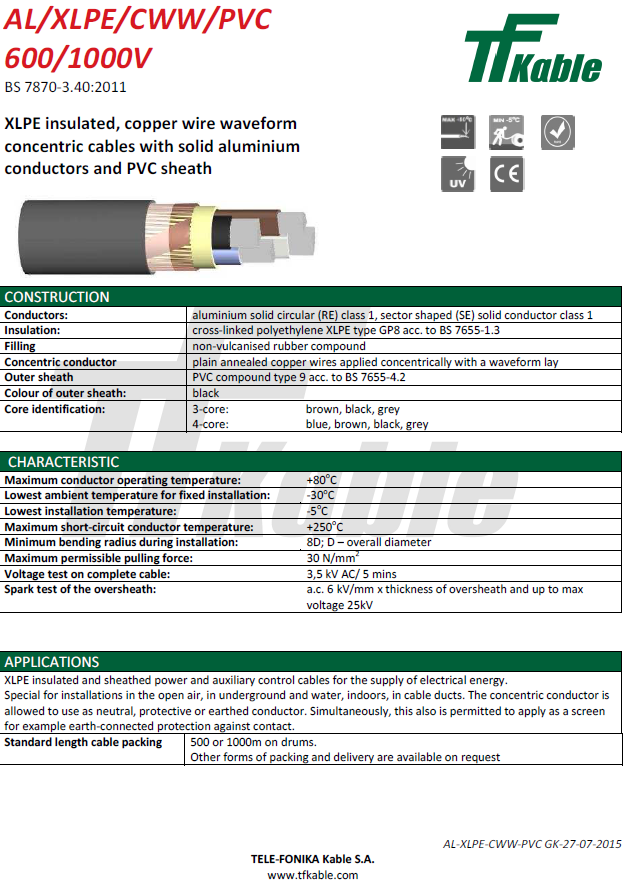 AL/XLPE/CWW/PVC
600/1000V
BS 7870-3.40:2011
TF Kable
XLPE insulated, copper wire waveform
concentric cables with solid aluminium
conductors and PVC sheath
MAX -80°C
MIN -5°C
UV
CE
CONSTRUCTION
Conductors: aluminium solid circular (RE) class 1, sector shaped (SE) solid conductor class 1
Insulation: cross-linked polyethylene XLPE type GP8 acc. to BS 7655-1.3
Filling non-vulcanised rubber compound
Concentric conductor plain annealed copper wires applied concentrically with a waveform lay
Outer sheath PVC compound type 9 acc. to BS 7655-4.2
Colour of outer sheath: black
Core identification: 3-core: brown, black, grey
4-core: blue, brown, black, grey
CHARACTERISTIC
Maximum conductor operating temperature: +80°C
Lowest ambient temperature for fixed installation: -30°C
Lowest installation temperature: -5°C
Maximum short-circuit conductor temperature: +250°C
Minimum bending radius during installation: 8D; D – overall diameter
Maximum permissible pulling force: 30 N/mm²
Voltage test on complete cable: 3,5 kV AC/ 5 mins
Spark test of the oversheath: a.c. 6 kV/mm x thickness of oversheath and up to max
voltage 25kV
APPLICATIONS
XLPE insulated and sheathed power and auxiliary control cables for the supply of electrical energy.
Special for installations in the open air, in underground and water, indoors, in cable ducts. The concentric conductor is
allowed to use as neutral, protective or earthed conductor. Simultaneously, this also is permitted to apply as a screen
for example earth-connected protection against contact.
Standard length cable packing 500 or 1000m on drums.
Other forms of packing and delivery are available on request
AL-XLPE-CWW-PVC GK-27-07-2015
TELE-FONIKA Kable S.A.
www.tfkable.com